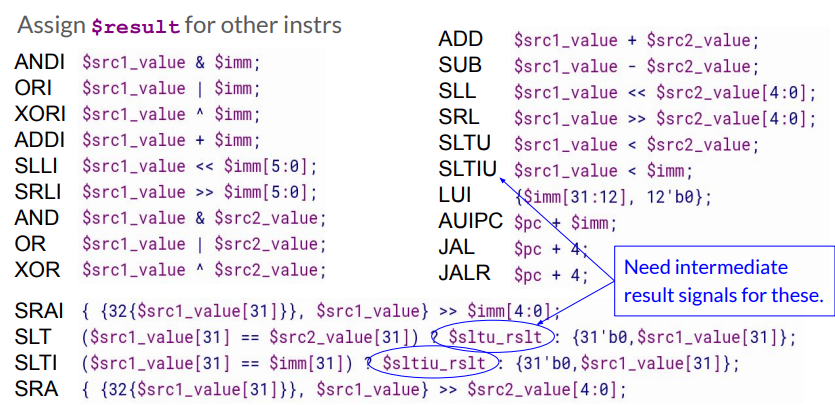 Assign $result for other instrs
ANDI $src1_value & $imm;
ORI $src1_value | $imm;
XORI $src1_value ^ $imm;
ADDI $src1_value + $imm;
SLLI $src1_value << $imm[5:0];
SRLI $src1_value >> $imm[5:0];
AND $src1_value & $src2_value;
OR $src1_value | $src2_value;
XOR $src1_value ^ $src2_value;
ADD $src1_value + $src2_value;
SUB $src1_value - $src2_value;
SLL $src1_value << $src2_value[4:0];
SRL $src1_value >> $src2_value[4:0];
SLTU $src1_value < $src2_value;
SLTIU $src1_value < $imm;
LUI {$imm[31:12], 12'b0};
AUIPC $pc + $imm;
JAL $pc + 4;
JALR $pc + 4;
Need intermediate
result signals for these.
SRAI { {32{$src1_value[31]}}, $src1_value} >> $imm[4:0];
SLT ($src1_value[31] == $src2_value[31]) ? $sltu_rslt : {31'b0,$src1_value[31]};
SLTI ($src1_value[31] == $imm[31]) ? $sltiu_rslt : {31'b0,$src1_value[31]};
SRA { {32{$src1_value[31]}}, $src1_value} >> $src2_value[4:0];